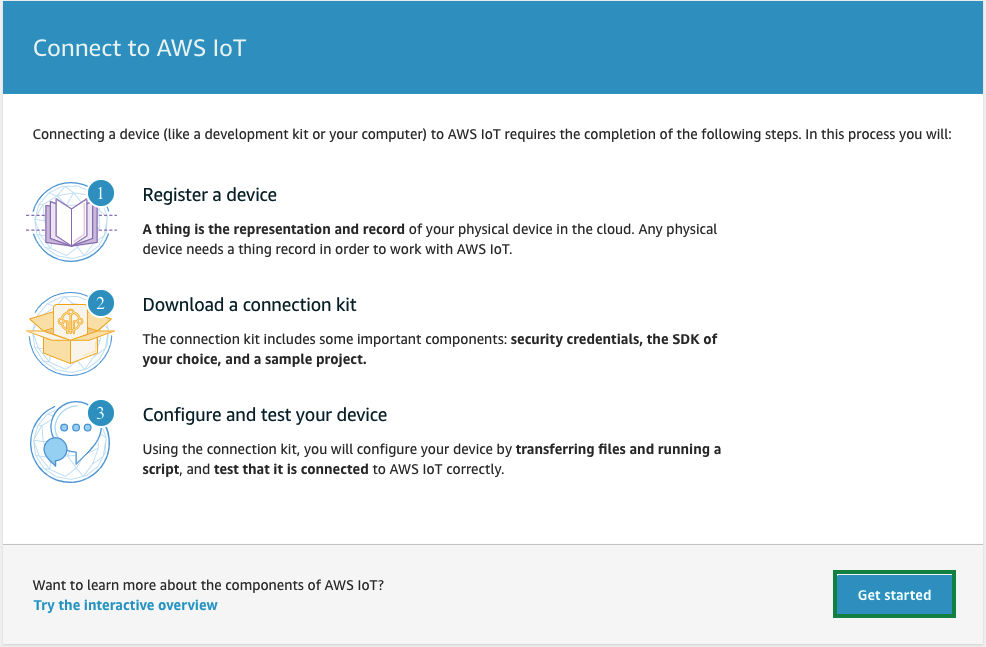 Connect to AWS IoT
Connecting a device (like a development kit or your computer) to AWS IoT requires the completion of the following steps. In this process you will:
1
Register a device
A thing is the representation and record of your physical device in the cloud. Any physical
device needs a thing record in order to work with AWS IoT.
2
Download a connection kit
The connection kit includes some important components: security credentials, the SDK of
your choice, and a sample project.
3
Configure and test your device
Using the connection kit, you will configure your device by transferring files and running a
script, and test that it is connected to AWS IoT correctly.
Want to learn more about the components of AWS IoT?
Try the interactive overview
Get started